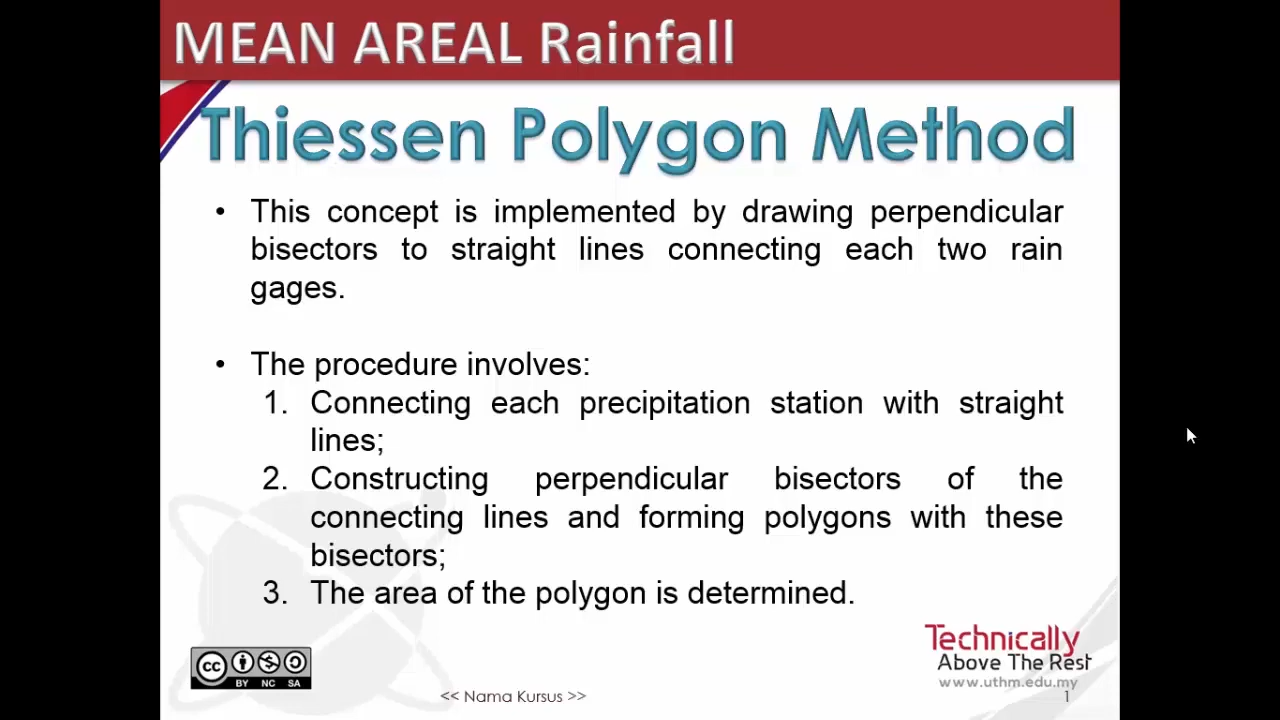 MEAN AREAL Rainfall
Thiessen Polygon Method
• This concept is implemented by drawing perpendicular
bisectors to straight lines connecting each two rain
gages.
• The procedure involves:
1. Connecting each precipitation station with straight
lines;
2. Constructing perpendicular bisectors of the
connecting lines and forming polygons with these
bisectors;
3. The area of the polygon is determined.
Technically
Above The Rest
www.uthm.edu.my
cc
BY NC SA
<< Nama Kursus >>
1